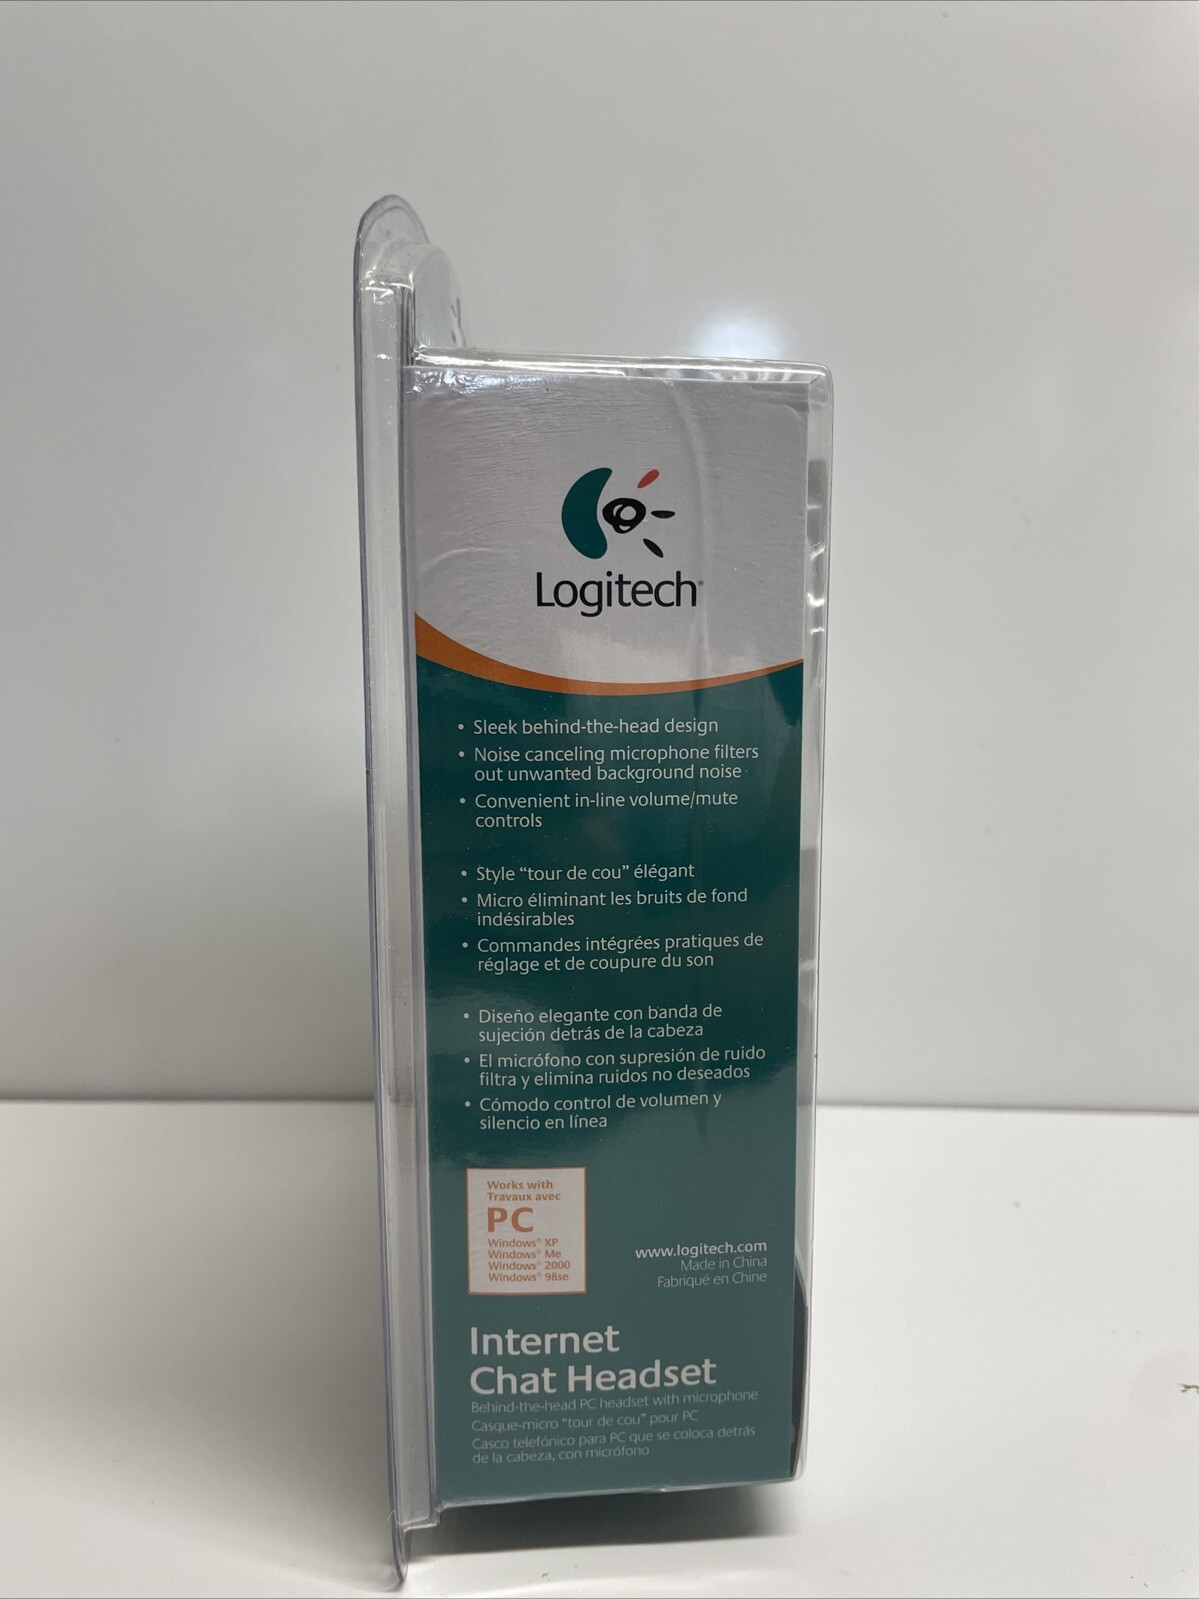 Logitech®
• Sleek behind-the-head design
• Noise canceling microphone filters
out unwanted background noise
• Convenient in-line volume/mute
controls
• Style “tour de cou” élégant
• Micro éliminant les bruits de fond
indésirables
• Commandes intégrées pratiques de
réglage et de coupure du son
• Diseño elegante con banda de
sujeción detrás de la cabeza
• El micrófono con supresión de ruido
filtra y elimina ruidos no deseados
• Cómodo control de volumen y
silencio en línea
Works with
Travaux avec
PC
Windows® XP
Windows® Me
Windows® 2000
Windows® 98se
www.logitech.com
Made in China
Fabriqué en Chine
Internet
Chat Headset
Behind-the-head PC headset with microphone
Casque-micro "tour de cou" pour PC
Casco telefónico para PC que se coloca detrás
de la cabeza, con micrófono